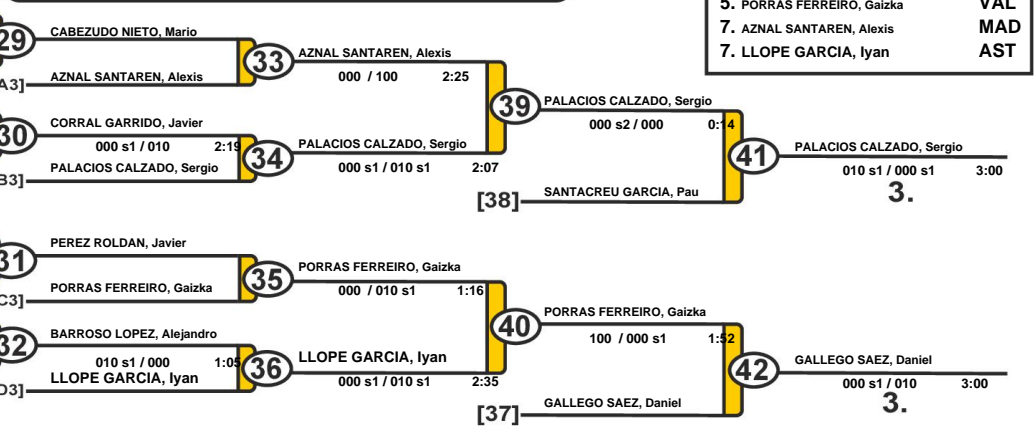 5. PORRAS FERREIRO, Gaizka VAL
7. AZNAL SANTAREN, Alexis MAD
7. LLOPE GARCIA, Iyan AST
29 CABEZUDO NIETO, Mario
33 AZNAL SANTAREN, Alexis
AZNAL SANTAREN, Alexis
000 / 100 2:25
A3]
39 PALACIOS CALZADO, Sergio
000 s2 / 000 0:14
30 CORRAL GARRIDO, Javier
000 s1 / 010 2:19
34 PALACIOS CALZADO, Sergio
000 s1 / 010 s1 2:07
PALACIOS CALZADO, Sergio
B3]
41 PALACIOS CALZADO, Sergio
010 s1 / 000 s1 3:00
3.
[38] SANTACREU GARCIA, Pau
31 PEREZ ROLDAN, Javier
35 PORRAS FERREIRO, Gaizka
000 / 010 s1 1:16
PORRAS FERREIRO, Gaizka
C3]
40 PORRAS FERREIRO, Gaizka
100 / 000 s1 1:52
32 BARROSO LOPEZ, Alejandro
010 s1 / 000 1:05
36 LLOPE GARCIA, Iyan
000 s1 / 010 s1 2:35
LLOPE GARCIA, Iyan
D3]
42 GALLEGO SAEZ, Daniel
000 s1 / 010 3:00
3.
[37] GALLEGO SAEZ, Daniel